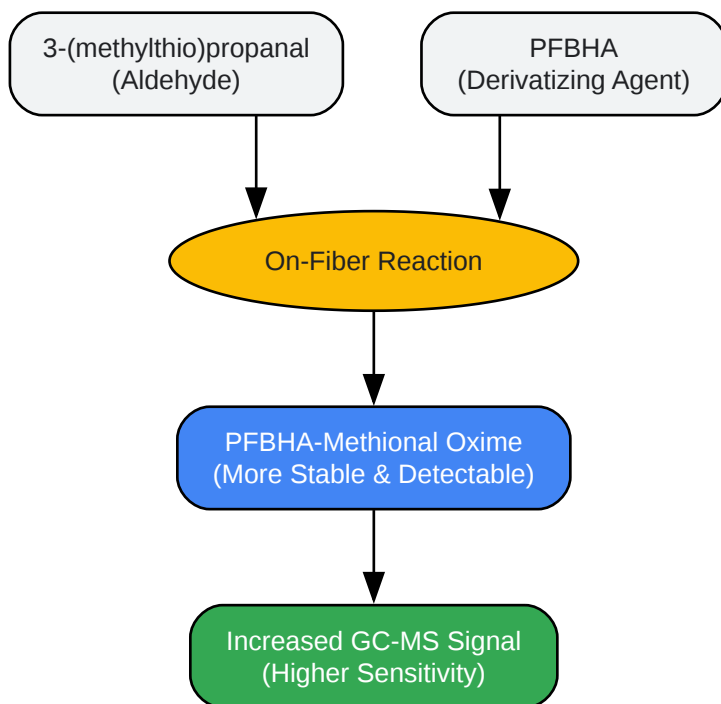 3-(methylthio)propanal
(Aldehyde)
PFBHA
(Derivatizing Agent)
On-Fiber Reaction
PFBHA-Methional Oxime
(More Stable & Detectable)
Increased GC-MS Signal
(Higher Sensitivity)